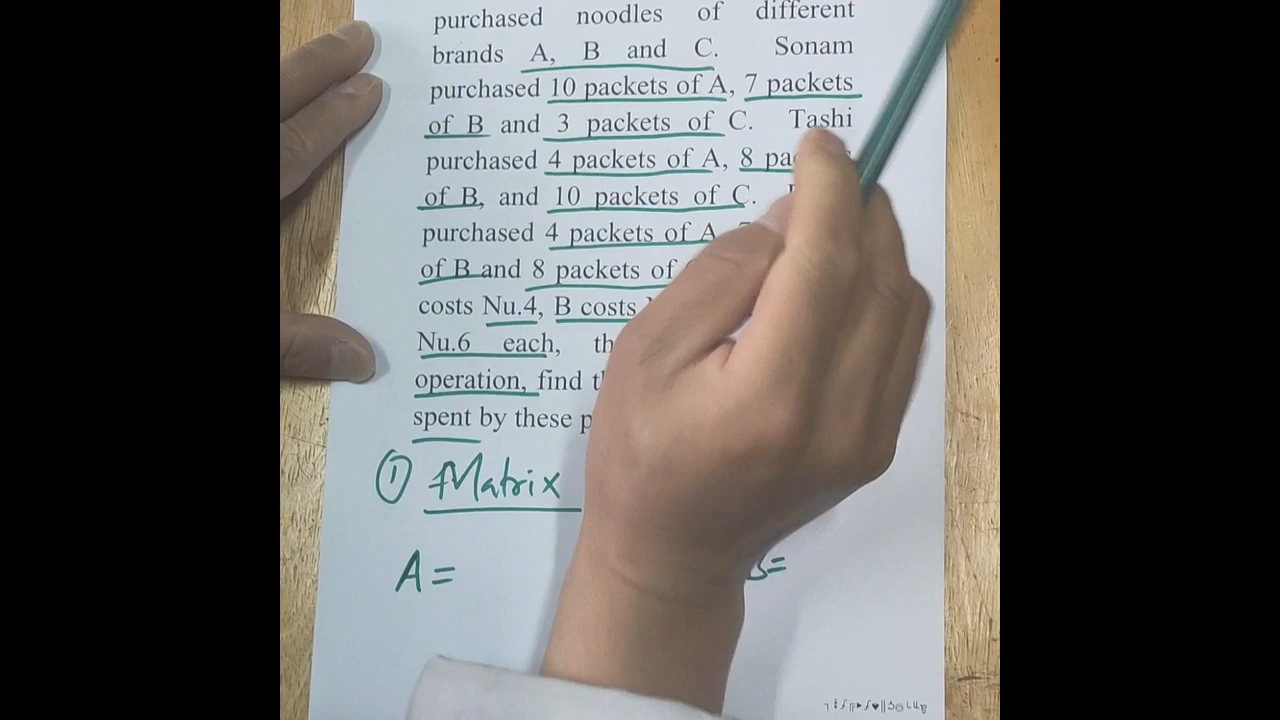 purchased noodles of different
brands A, B and C. Sonam
purchased 10 packets of A, 7 packets
of B and 3 packets of C. Tashi
purchased 4 packets of A, 8
of B, and 10 packets of C.
purchased 4 packets of A,
of B and 8 packets of
costs Nu.4, B costs
Nu.6 each,
operation, find
spent by these
① Matrix
A=
B=